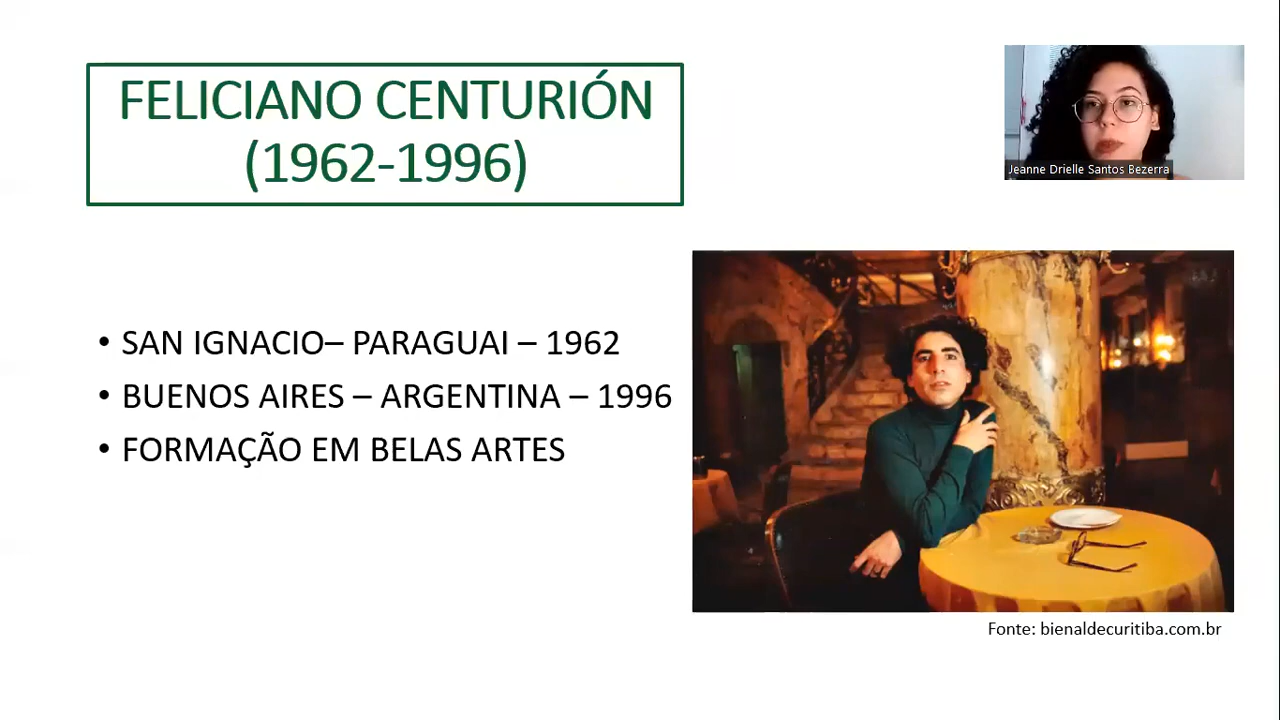 FELICIANO CENTURIÓN
(1962-1996)
Jeanne Drielle Santos Bezerra
• SAN IGNACIO– PARAGUAI – 1962
• BUENOS AIRES – ARGENTINA – 1996
• FORMAÇÃO EM BELAS ARTES
Fonte: bienaldecuritiba.com.br